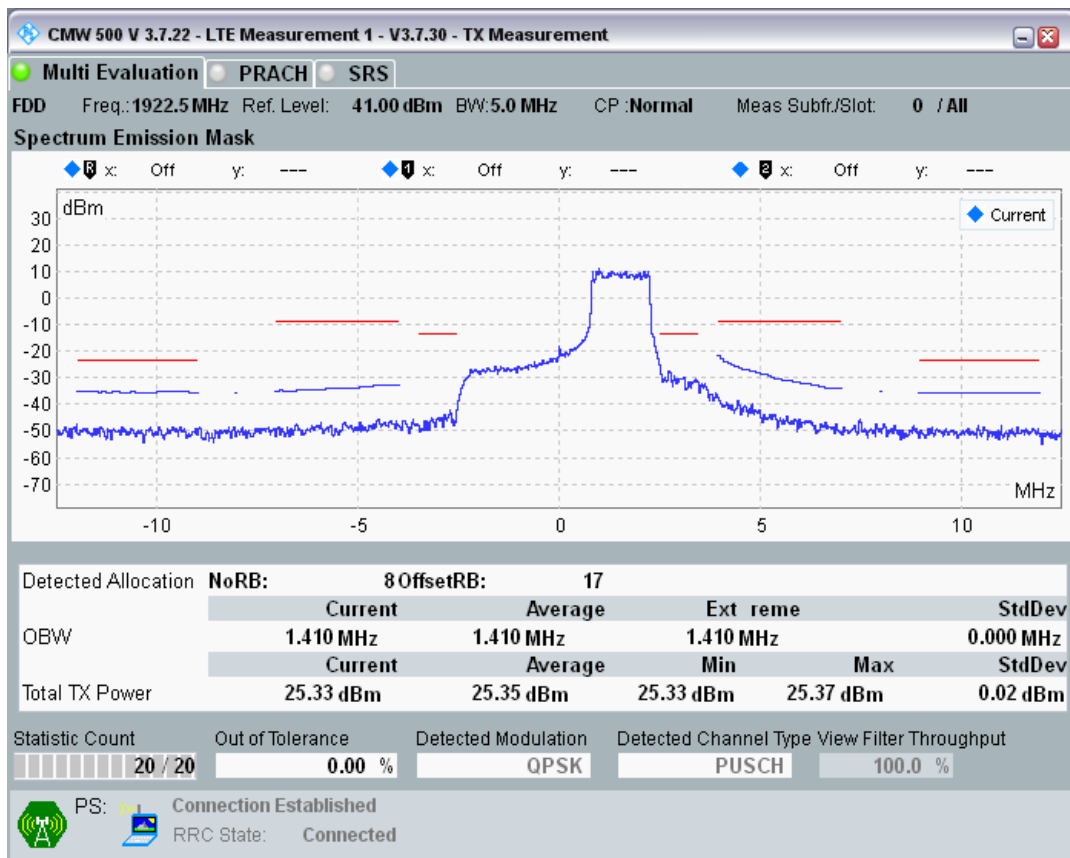 CMW 500 V 3.7.22 - LTE Measurement 1 - V3.7.30 - TX Measurement
Multi Evaluation PRACH SRS
FDD Freq.: 1922.5 MHz Ref. Level: 41.00 dBm BW: 5.0 MHz CP : Normal Meas Subfr./Slot: 0 / All
Spectrum Emission Mask
R x: Off y: --- 1 x: Off y: --- 2 x: Off y: ---
dBm
Current
30
20
10
0
-10
-20
-30
-40
-50
-60
-70
MHz
-10 -5 0 5 10
Detected Allocation NoRB: 8 OffsetRB: 17
Current Average Ext reme StdDev
OBW 1.410 MHz 1.410 MHz 1.410 MHz 0.000 MHz
Current Average Min Max StdDev
Total TX Power 25.33 dBm 25.35 dBm 25.33 dBm 25.37 dBm 0.02 dBm
Statistic Count Out of Tolerance Detected Modulation Detected Channel Type View Filter Throughput
20 / 20 0.00 % QPSK PUSCH 100.0 %
PS: Connection Established
RRC State: Connected